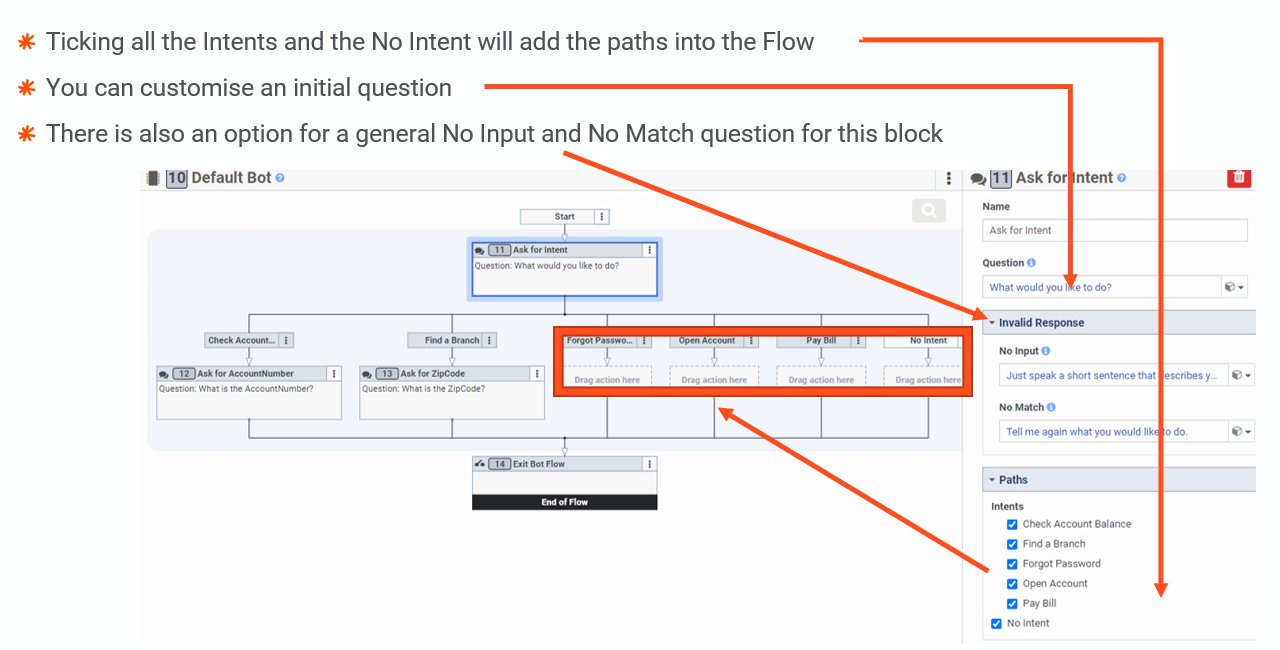 Ticking all the Intents and the No Intent will add the paths into the Flow
You can customise an initial question
There is also an option for a general No Input and No Match question for this block
10 Default Bot
11 Ask for Intent
Start
Name
11 Ask for Intent
Ask for Intent
Question: What would you like to do?
Question
What would you like to do?
Invalid Response
Check Account... Find a Branch Forgot Passwo... Open Account Pay Bill No Intent
No Input
12 Ask for AccountNumber 13 Ask for ZipCode
Drag action here Drag action here Drag action here Drag action here
Just speak a short sentence that describes y...
Question: What is the AccountNumber? Question: What is the ZipCode?
No Match
Tell me again what you would like to do.
14 Exit Bot Flow
End of Flow
Paths
Intents
Check Account Balance
Find a Branch
Forgot Password
Open Account
Pay Bill
No Intent